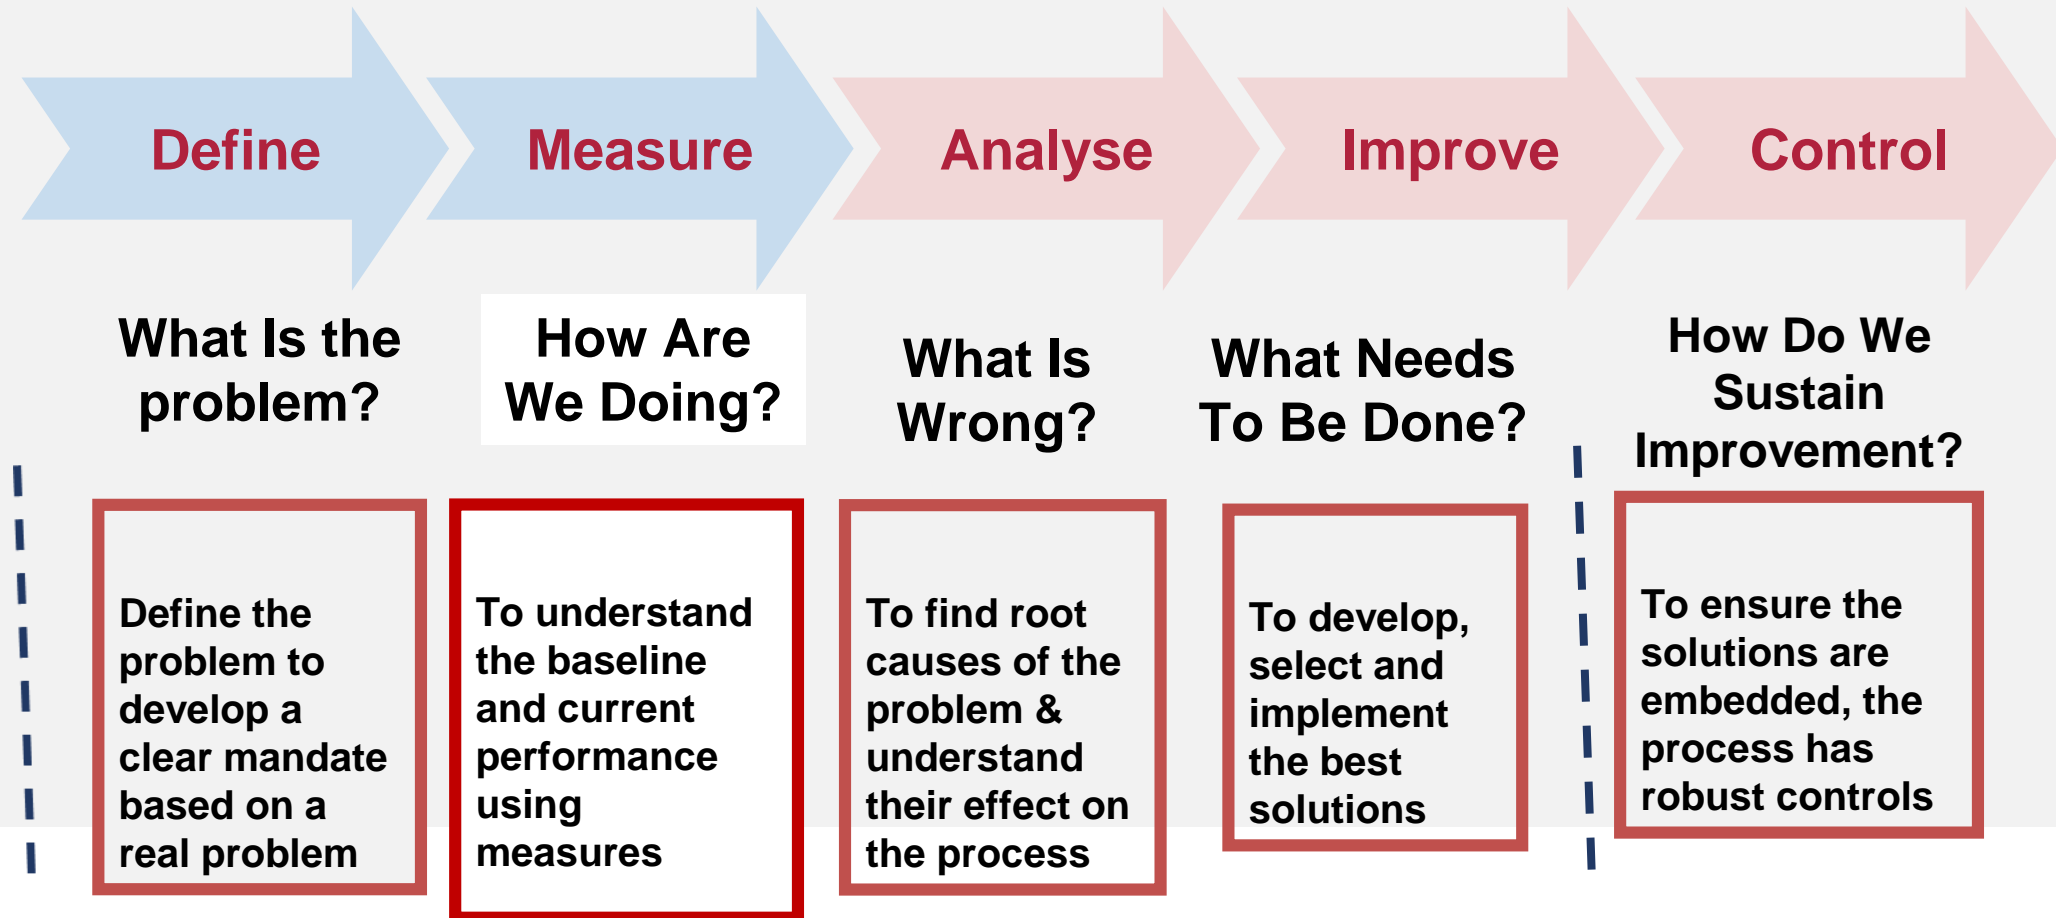 Define
Measure
Analyse
Improve
Control
What Is the
problem?
How Are
We Doing?
What Is
Wrong?
What Needs
To Be Done?
How Do We
Sustain
Improvement?
Define the
problem to
develop a
clear mandate
based on a
real problem
To understand
the baseline
and current
performance
using
measures
To find root
causes of the
problem &
understand
their effect on
the process
To develop,
select and
implement
the best
solutions
To ensure the
solutions are
embedded, the
process has
robust controls